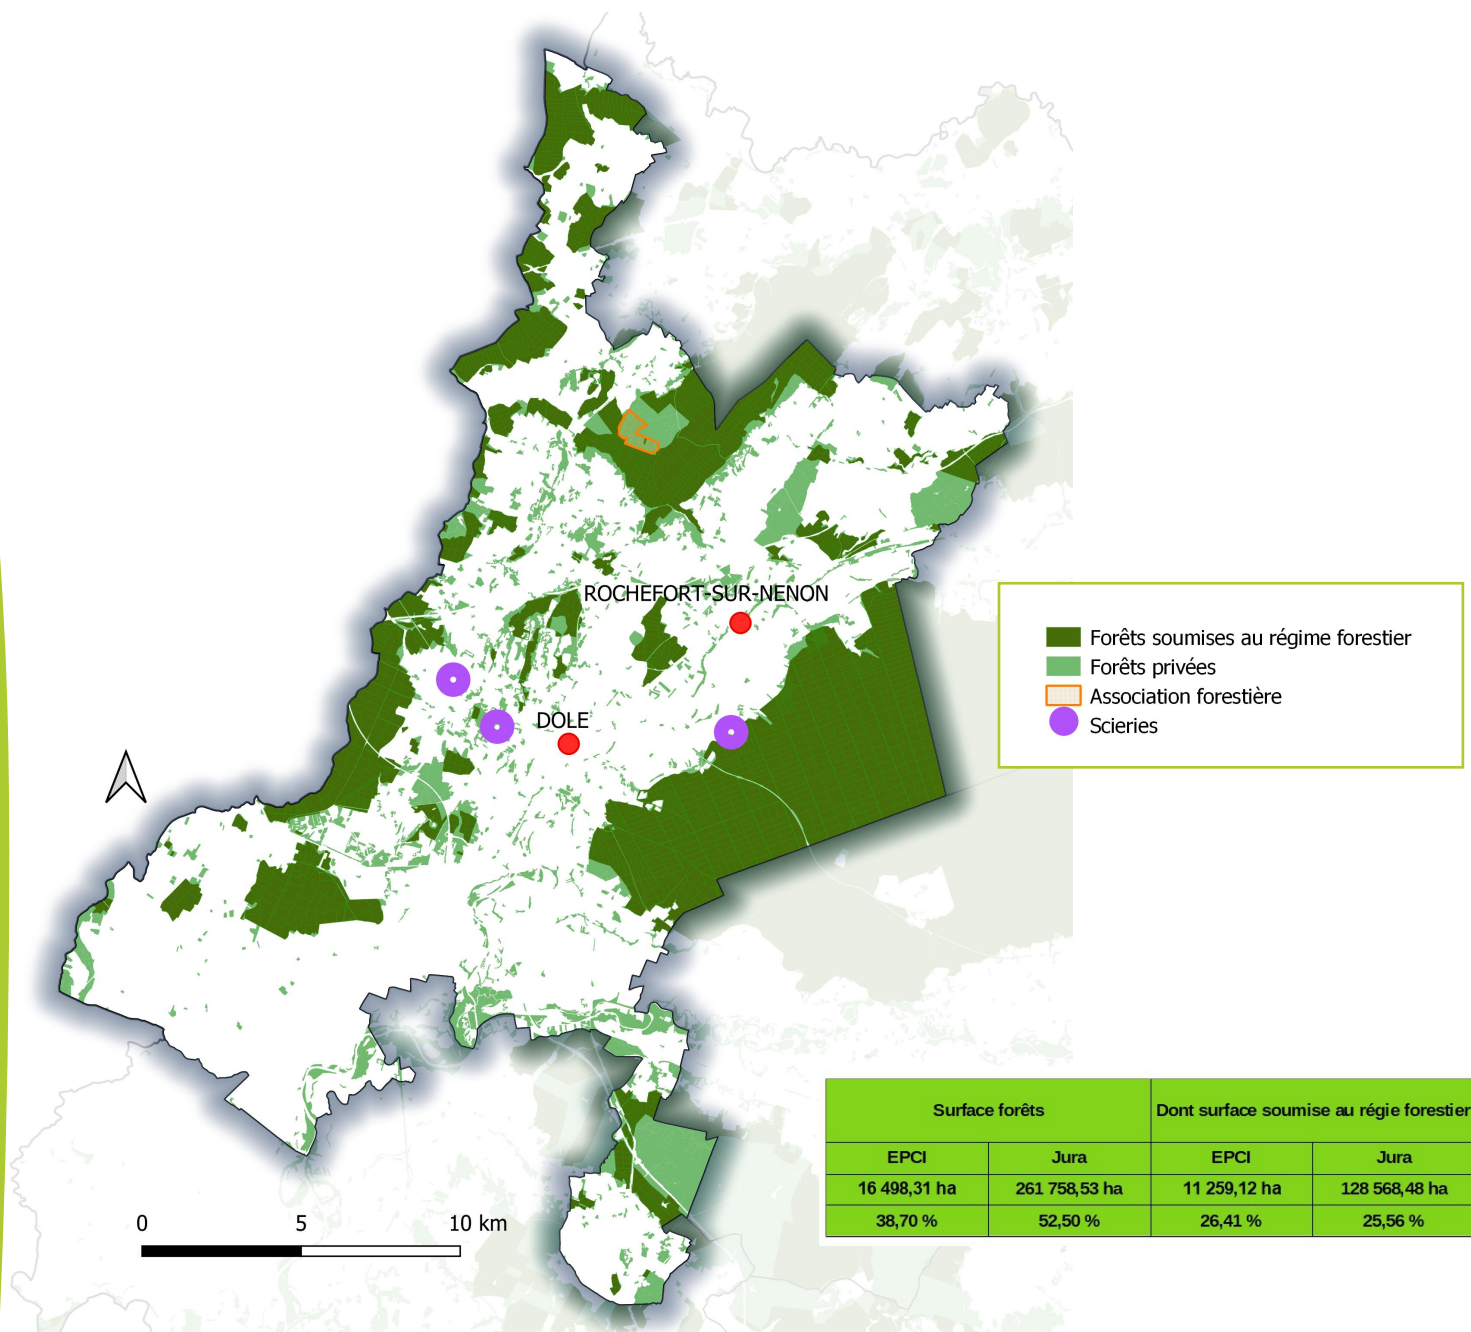 ROCHEFORT-SUR-NENON
DOLE
Forêts soumises au régime forestier
Forêts privées
Association forestière
Scieries
0 5 10 km
Surface forêts Dont surface soumise au régie forestier
EPCI Jura EPCI Jura
16 498,31 ha 261 758,53 ha 11 259,12 ha 128 568,48 ha
38,70 % 52,50 % 26,41 % 25,56 %